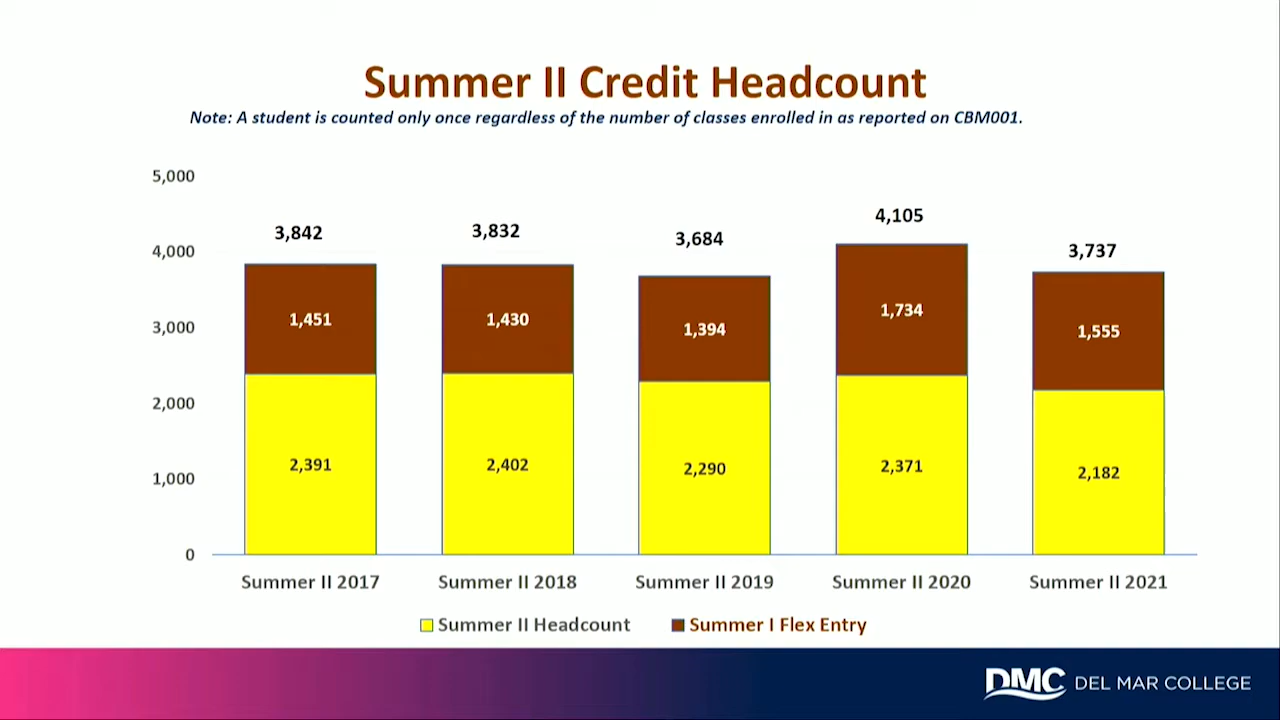 Summer II Credit Headcount
Note: A student is counted only once regardless of the number of classes enrolled in as reported on CBM001.
5,000
4,000
3,000
2,000
1,000
0
3,842
3,832
3,684
4,105
3,737
1,451
1,430
1,394
1,734
1,555
2,391
2,402
2,290
2,371
2,182
Summer II 2017
Summer II 2018
Summer II 2019
Summer II 2020
Summer II 2021
Summer II Headcount
Summer I Flex Entry
DMC DEL MAR COLLEGE